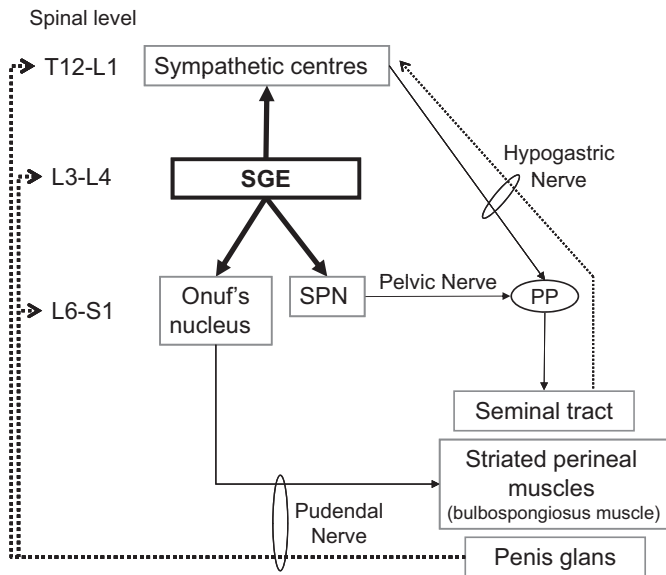 Spinal level
T12-L1
Sympathetic centres
Hypogastric
Nerve
L3-L4
SGE
L6-S1
Onuf's
nucleus
SPN
Pelvic Nerve
PP
Seminal tract
Striated perineal
muscles
(bulbospongiosus muscle)
Pudendal
Nerve
Penis glans